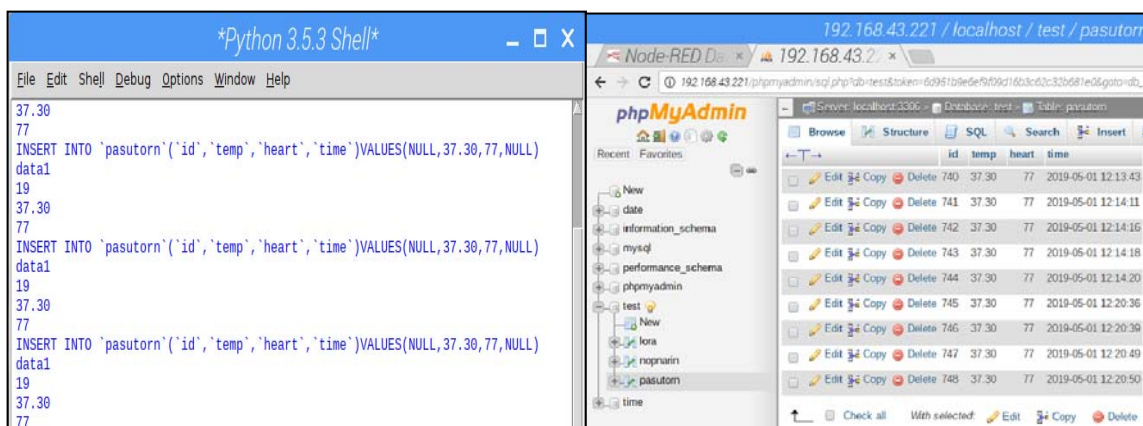 *Python 3.5.3 Shell*
File Edit Shell Debug Options Window Help
37.30
77
INSERT INTO `pasutorn`(`id`,`temp`,`heart`,`time`)VALUES(NULL,37.30,77,NULL)
data1
19
37.30
77
INSERT INTO `pasutorn`(`id`,`temp`,`heart`,`time`)VALUES(NULL,37.30,77,NULL)
data1
19
37.30
77
INSERT INTO `pasutorn`(`id`,`temp`,`heart`,`time`)VALUES(NULL,37.30,77,NULL)
data1
19
37.30
77
192.168.43.221 / localhost / test / pasutorn
Node-RED Da
192.168.43.2
192.168.43.221/phpmyadmin/sql.php?db=test&token=
phpMyAdmin
Recent Favorites
New
date
information_schema
mysql
performance_schema
phpmyadmin
test
New
lora
nopnarin
pasutorn
time
Server: localhost:3306 » Database: test » Table: pasutorn
Browse Structure SQL Search Insert
←T→ id temp heart time
Edit Copy Delete 740 37.30 77 2019-05-01 12:13:43
Edit Copy Delete 741 37.30 77 2019-05-01 12:14:11
Edit Copy Delete 742 37.30 77 2019-05-01 12:14:16
Edit Copy Delete 743 37.30 77 2019-05-01 12:14:18
Edit Copy Delete 744 37.30 77 2019-05-01 12:14:20
Edit Copy Delete 745 37.30 77 2019-05-01 12:20:36
Edit Copy Delete 746 37.30 77 2019-05-01 12:20:39
Edit Copy Delete 747 37.30 77 2019-05-01 12:20:49
Edit Copy Delete 748 37.30 77 2019-05-01 12:20:50
Check all With selected: Edit Copy Delete